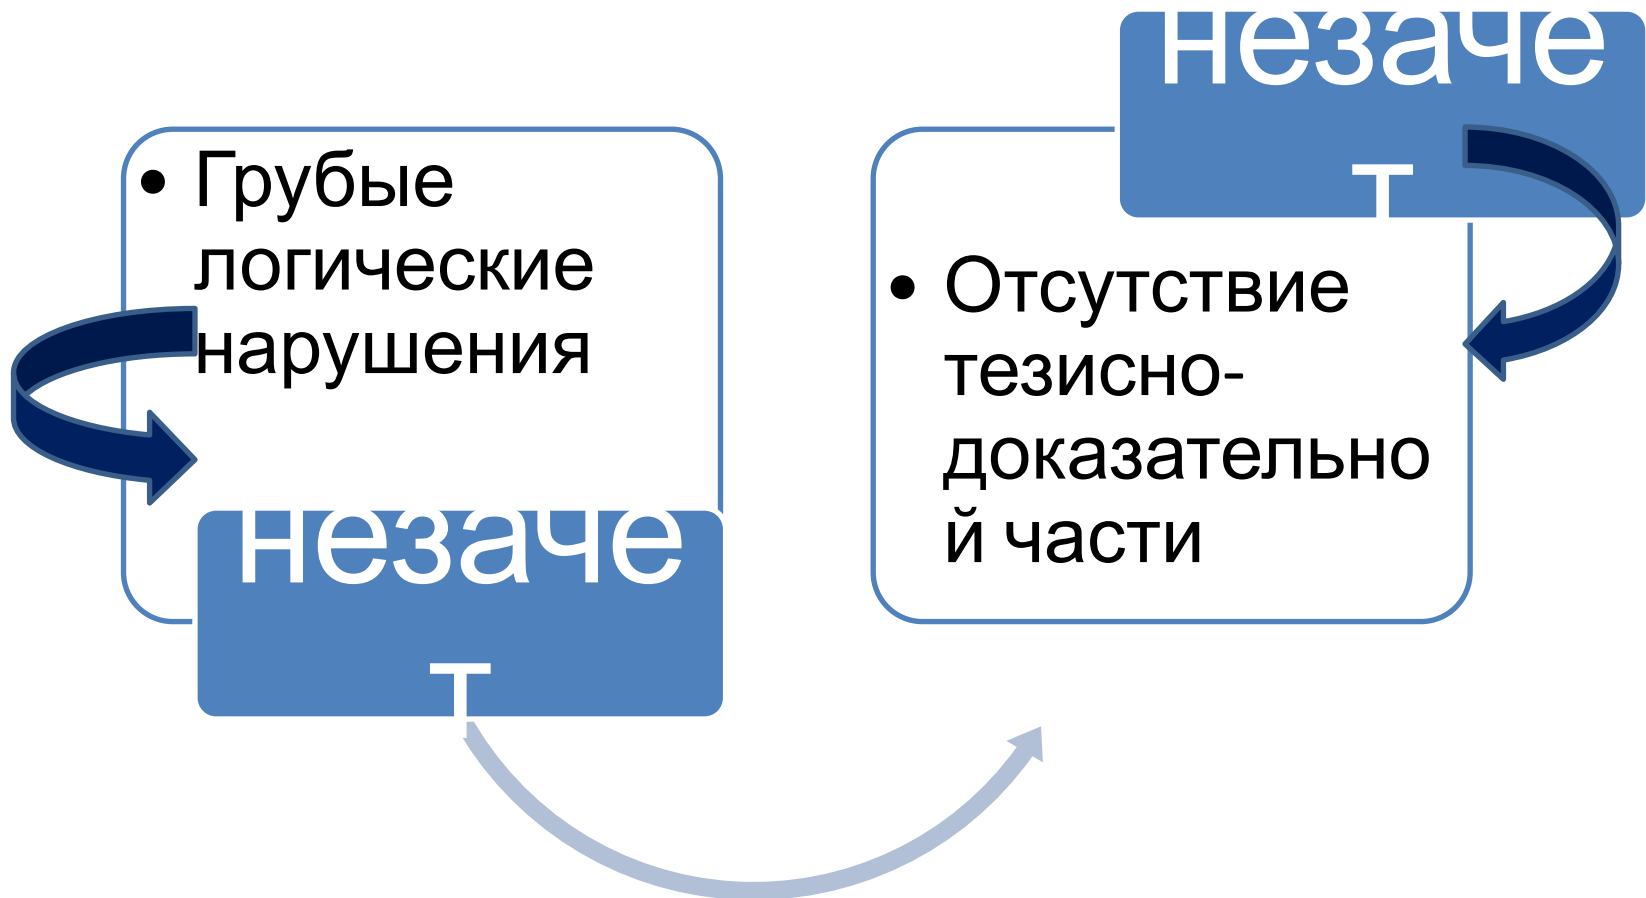 • Грубые
логические
нарушения
незаче
т
незаче
т
• Отсутствие
тезисно-
доказательно
й части